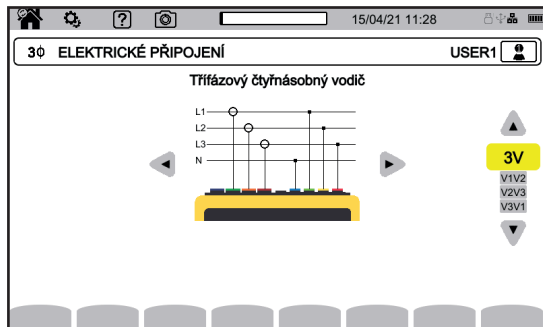 ?
15/04/21 11:28
3ϕ ELEKTRICKÉ PŘIPOJENÍ USER1
Třífázový čtyřnásobný vodič
L1
L2
L3
N
3V
V1V2
V2V3
V3V1